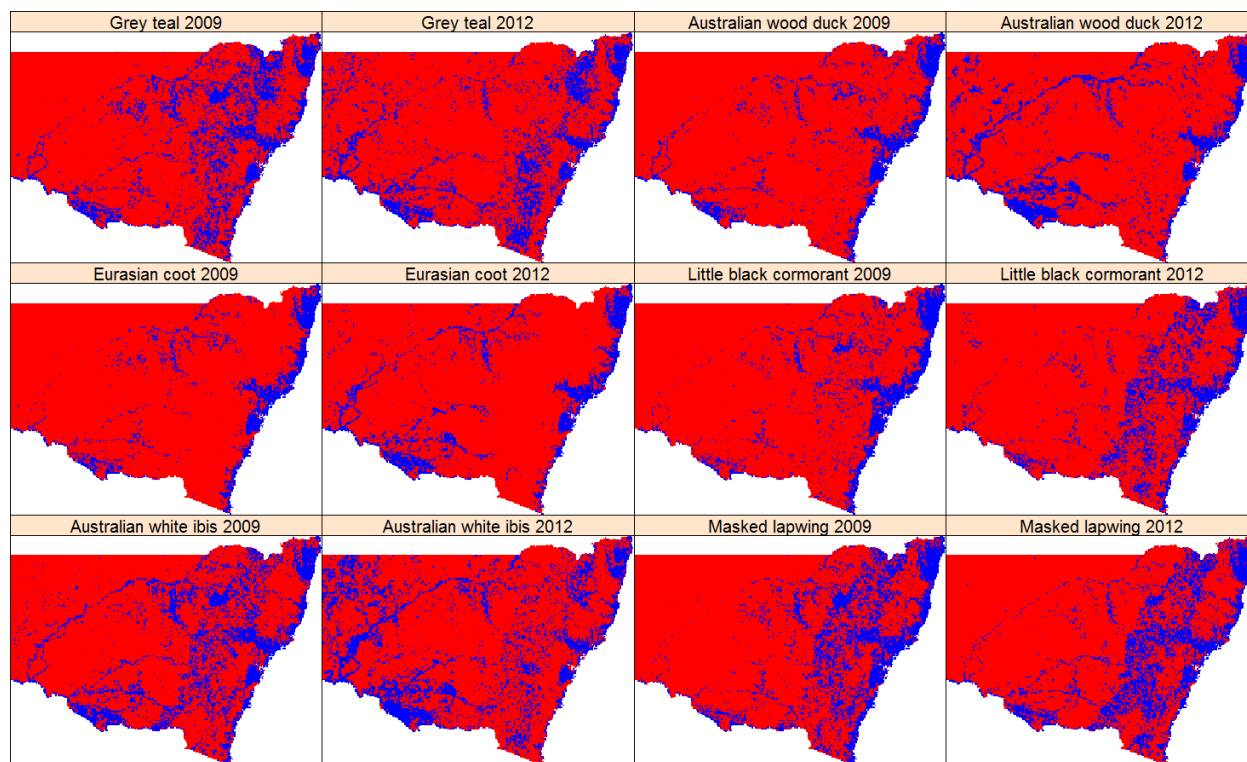 Grey teal 2009
Grey teal 2012
Australian wood duck 2009
Australian wood duck 2012
Eurasian coot 2009
Eurasian coot 2012
Little black cormorant 2009
Little black cormorant 2012
Australian white ibis 2009
Australian white ibis 2012
Masked lapwing 2009
Masked lapwing 2012